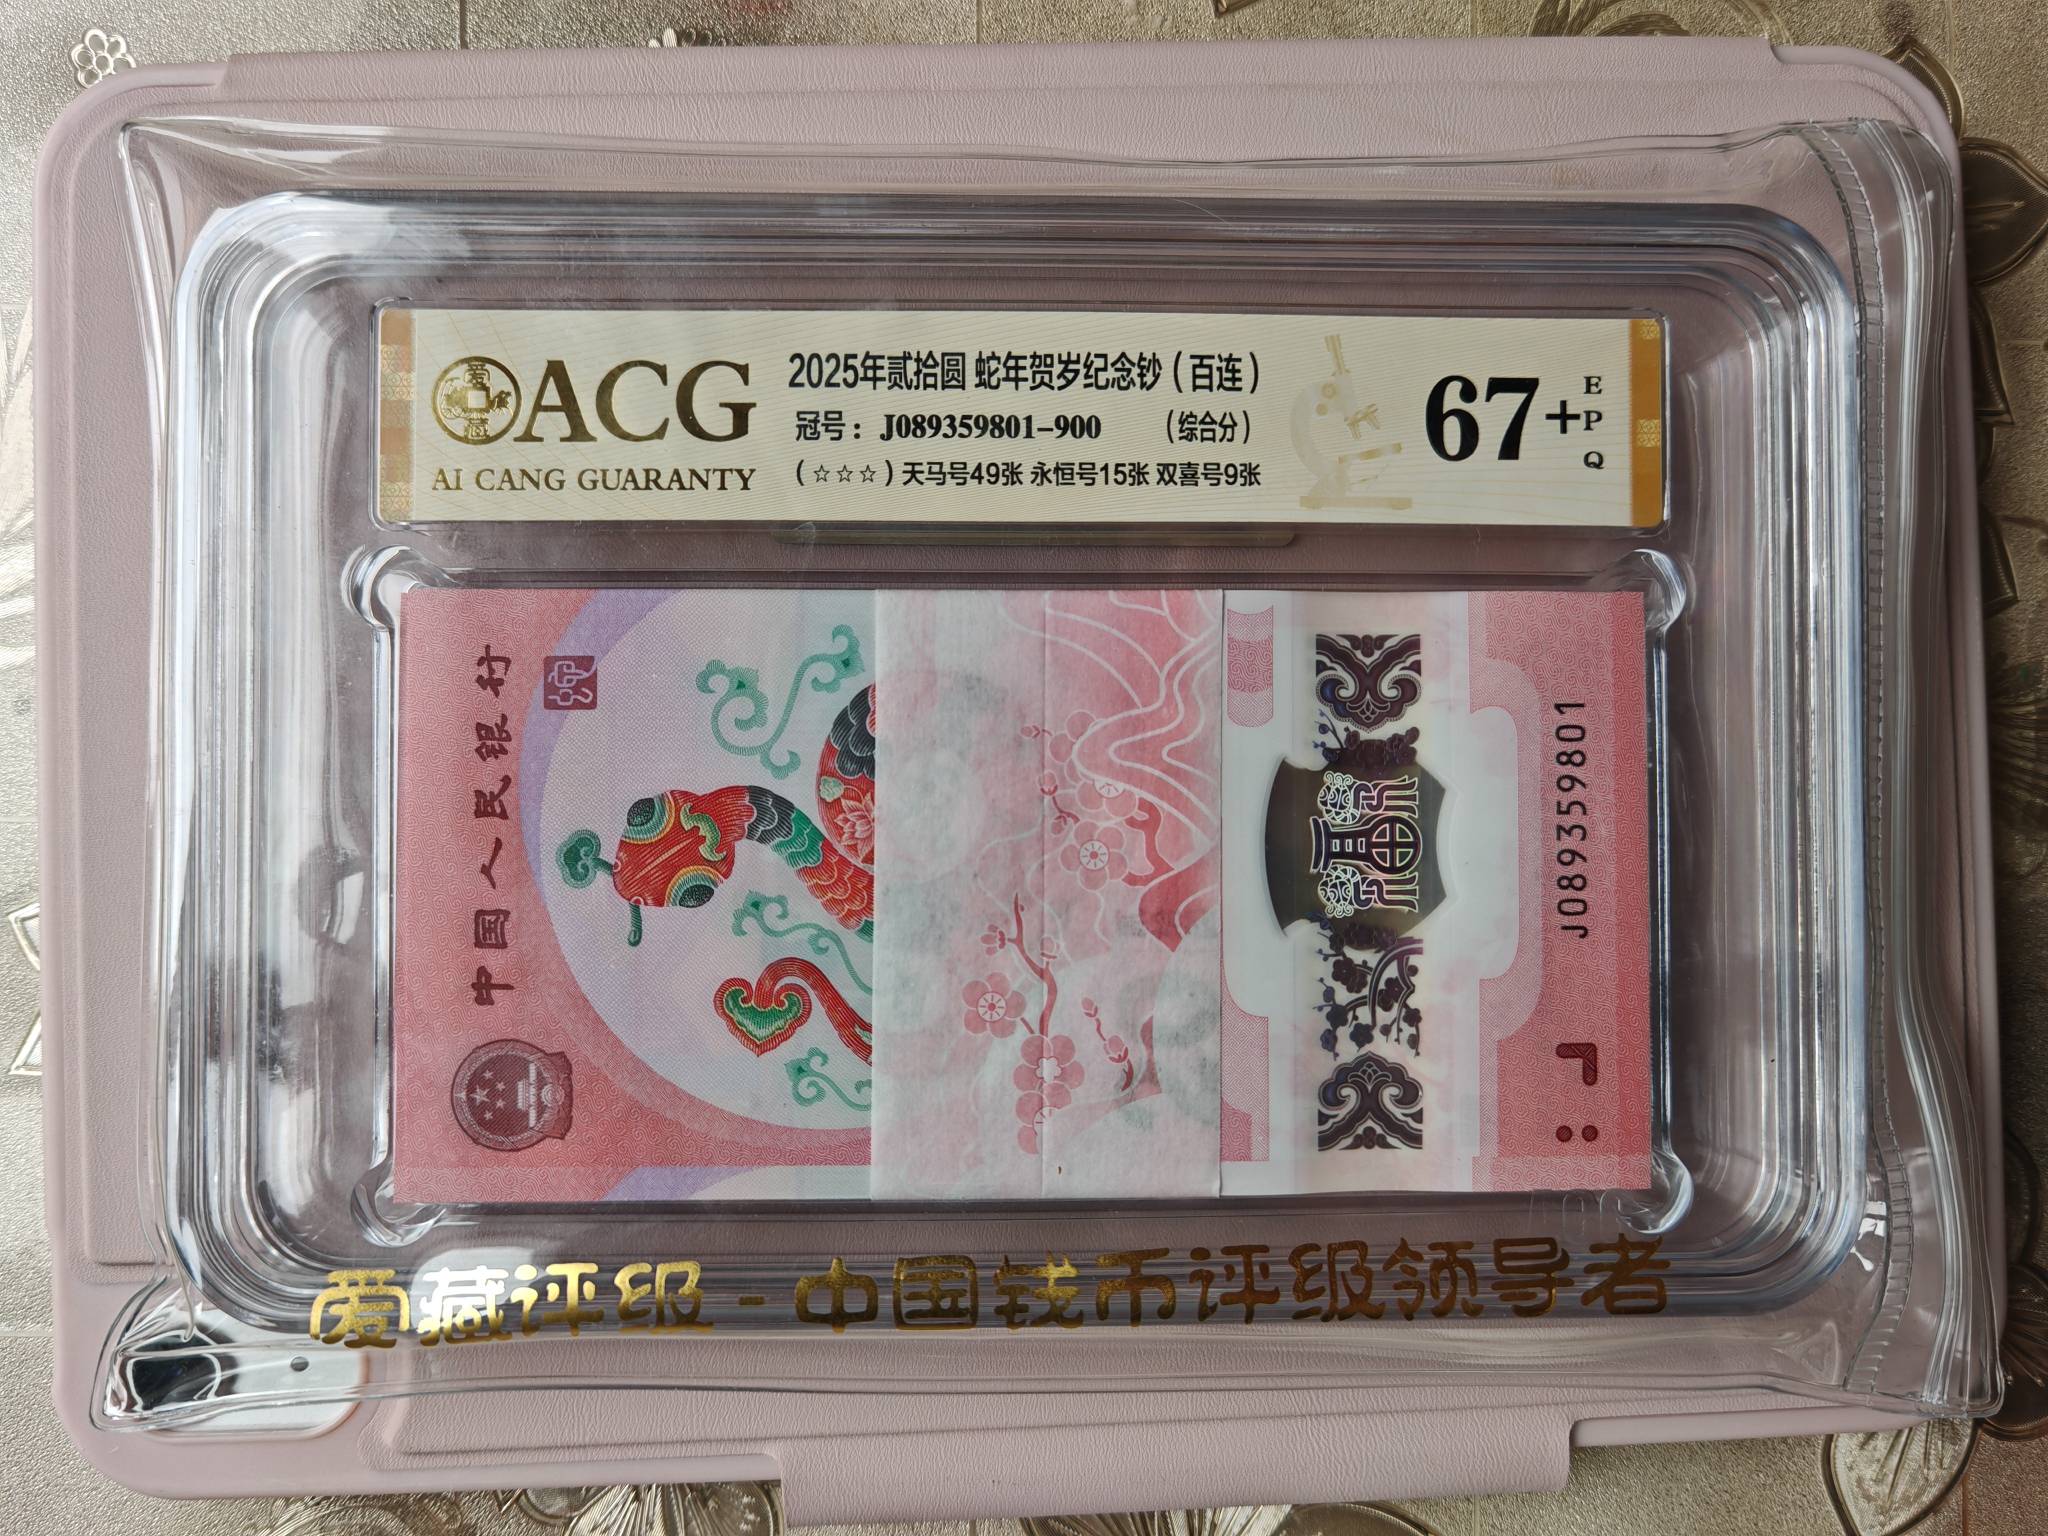 ACG
AI CANG GUARANTY
2025年贰拾圆 蛇年贺岁纪念钞（百连）
冠号：J089359801-900 （综合分）
（☆☆☆）天马号49张 永恒号15张 双喜号9张
67+
EPQ
中国人民银行
J089359801
爱藏评级-中国钱币评级领导者